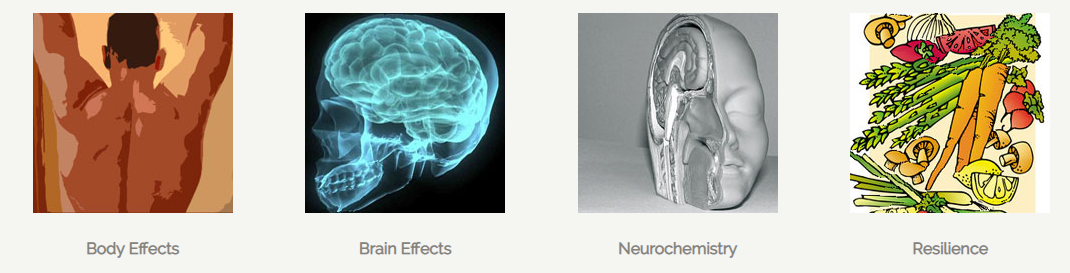 Body Effects
Brain Effects
Neurochemistry
Resilience